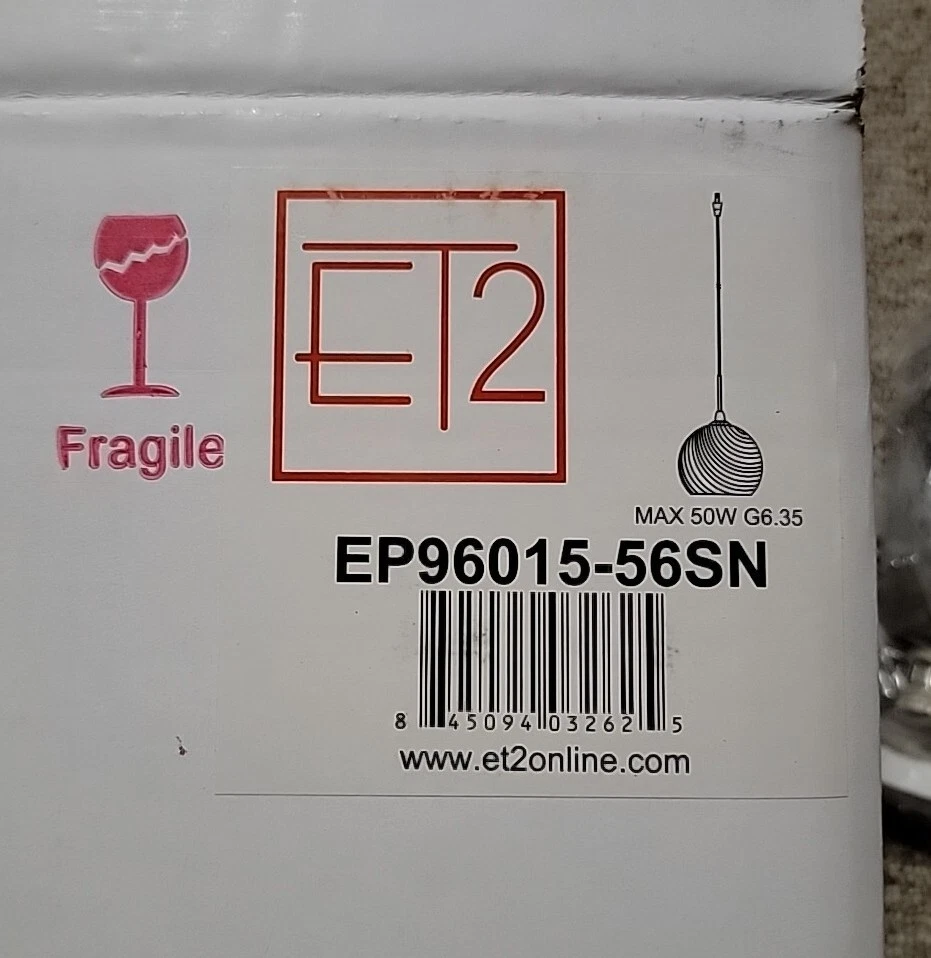 ET2
Fragile
MAX 50W G6.35
EP96015-56SN
8 45094 03262 5
www.et2online.com